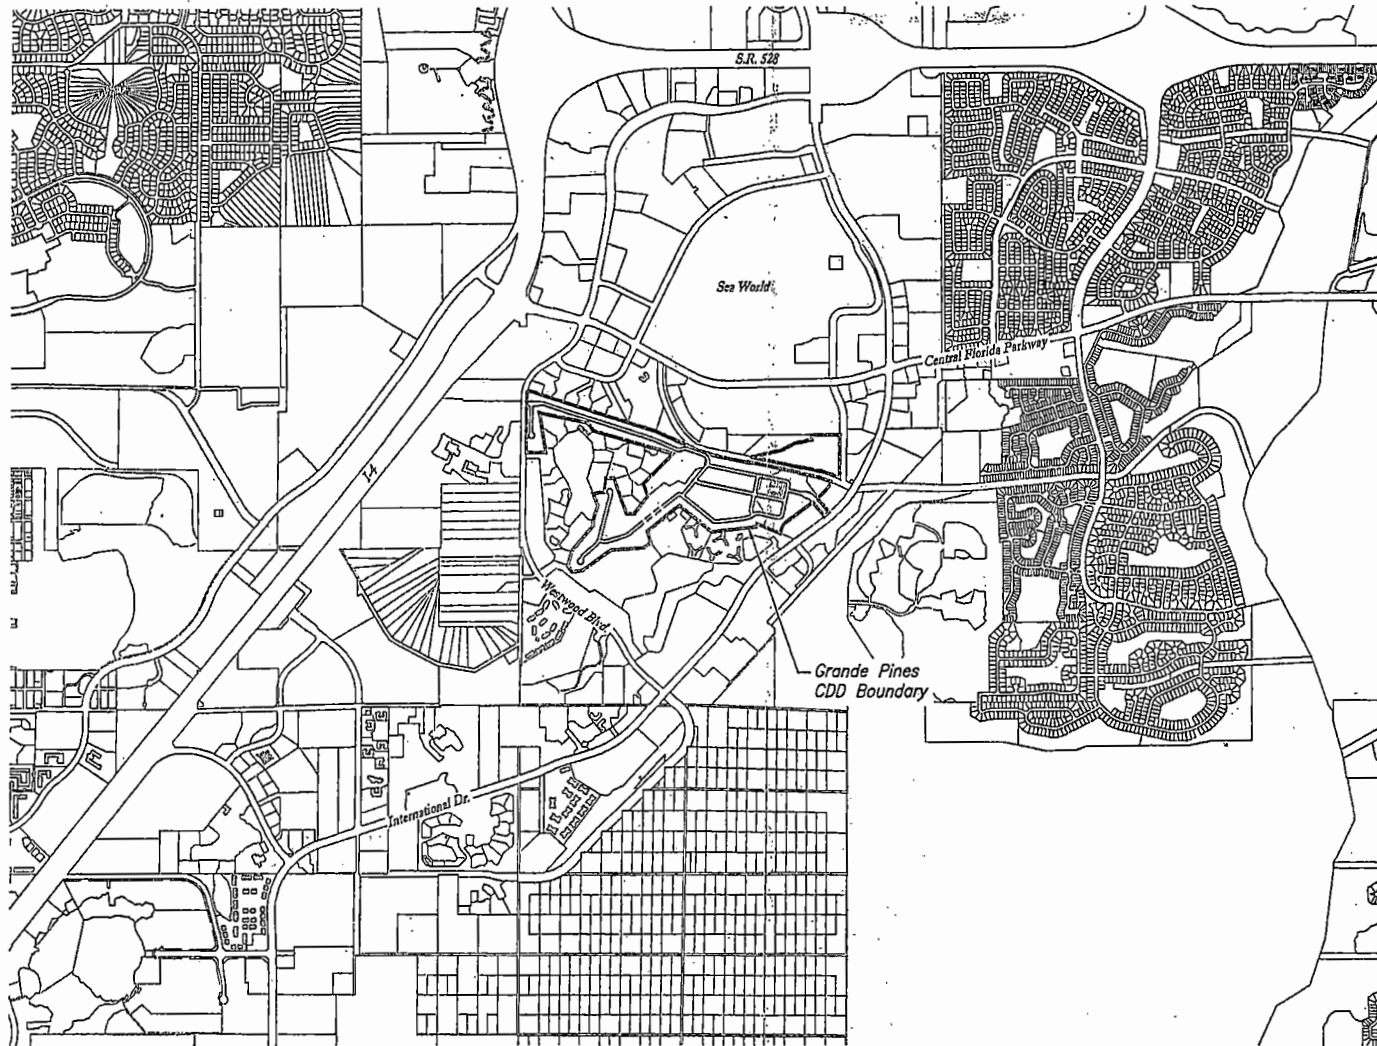 S.R. 528
Sea World
Central Florida Parkway
I-4
Westwood Blvd.
Grande Pines
CDD Boundary
International Dr.